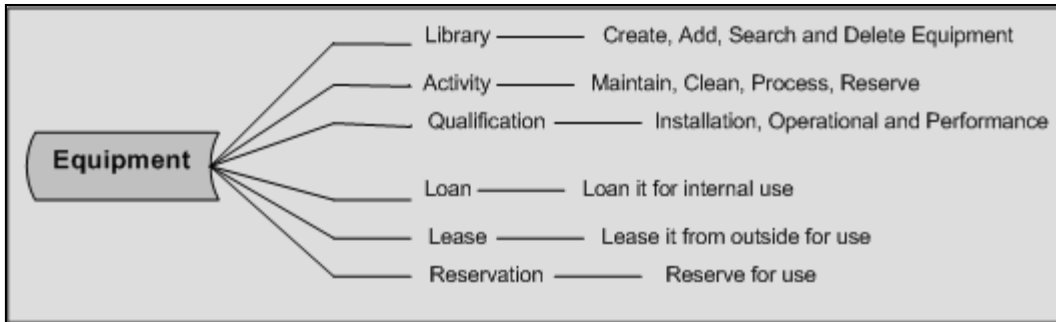 Equipment
Library
Create, Add, Search and Delete Equipment
Activity
Maintain, Clean, Process, Reserve
Qualification
Installation, Operational and Performance
Loan
Loan it for internal use
Lease
Lease it from outside for use
Reservation
Reserve for use